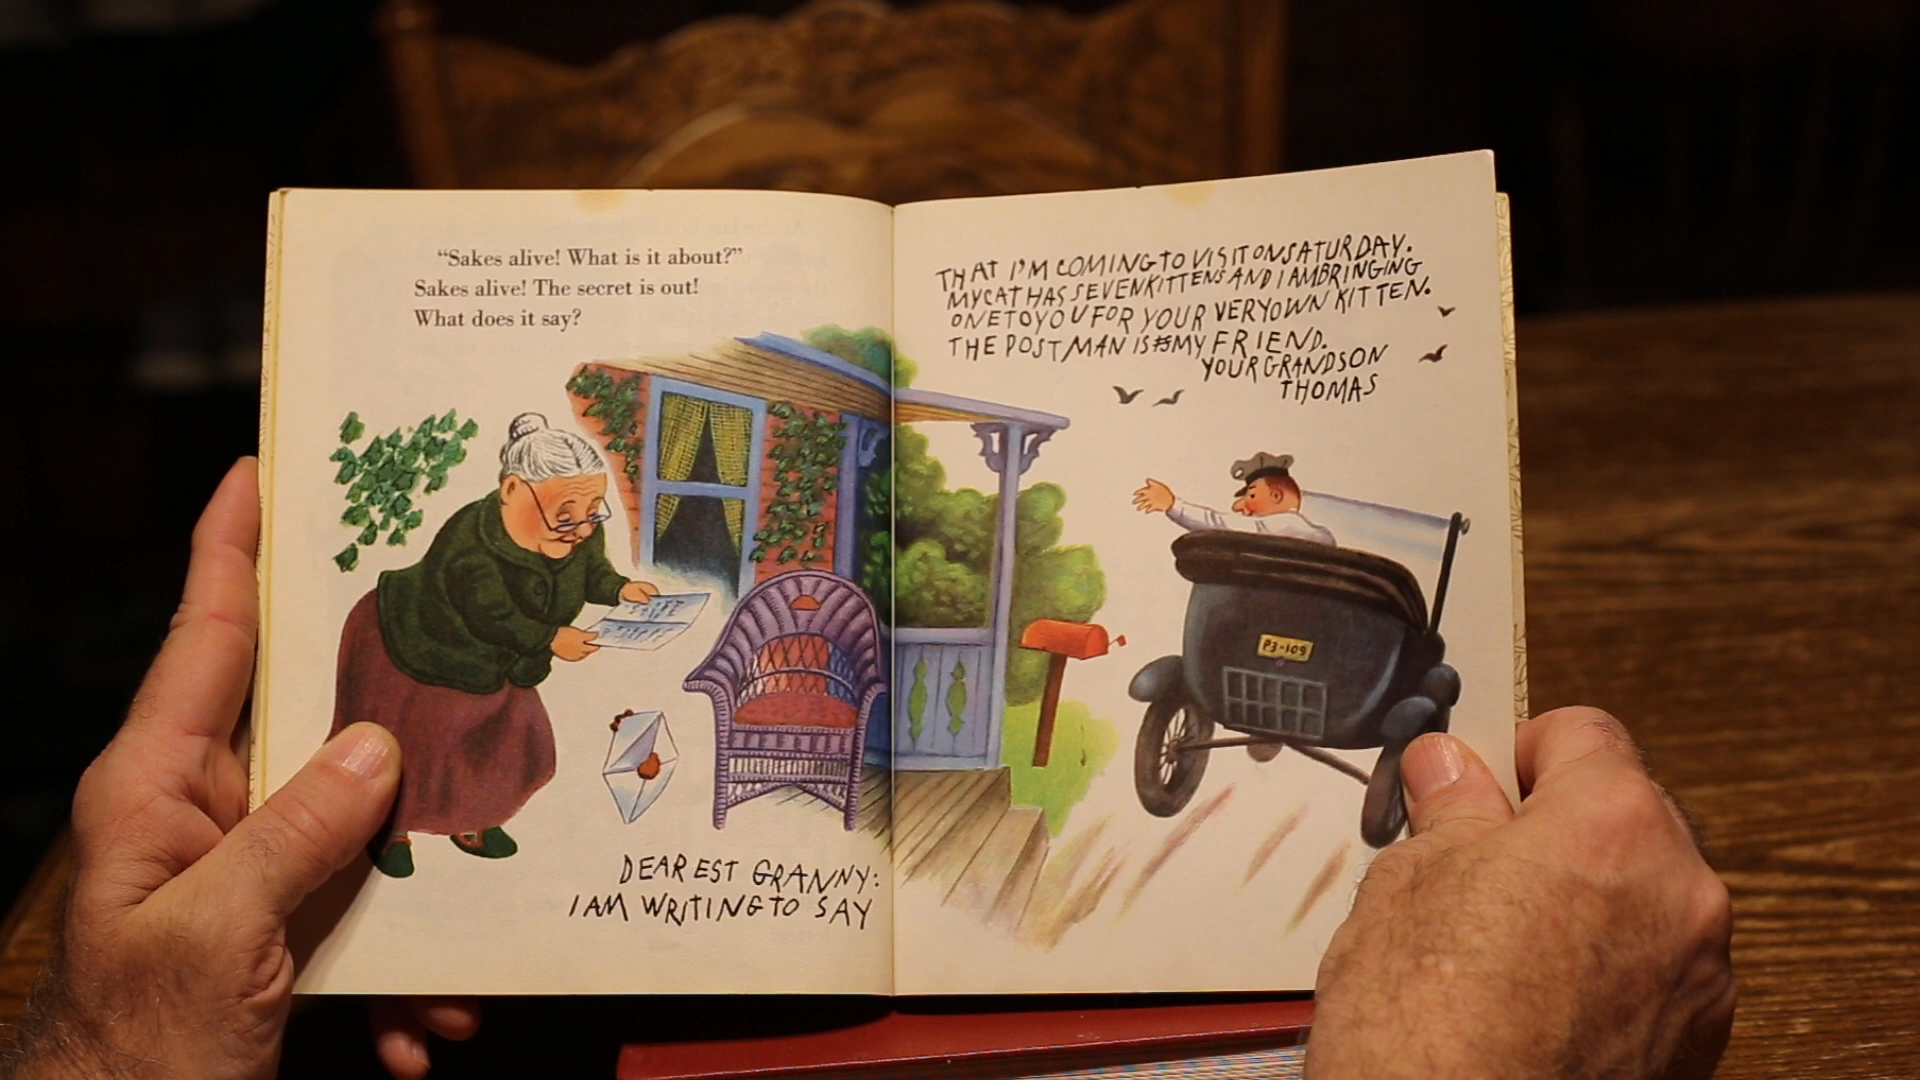 “Sakes alive! What is it about?”
Sakes alive! The secret is out!
What does it say?
DEAREST GRANNY:
I AM WRITING TO SAY
THAT I'M COMING TO VISIT ON SATURDAY.
MY CAT HAS SEVEN KITTENS AND I AM BRINGING
ONE TO YOU FOR YOUR VERY OWN KITTEN.
THE POSTMAN IS MY FRIEND.
YOUR GRANDSON
THOMAS
P3-109